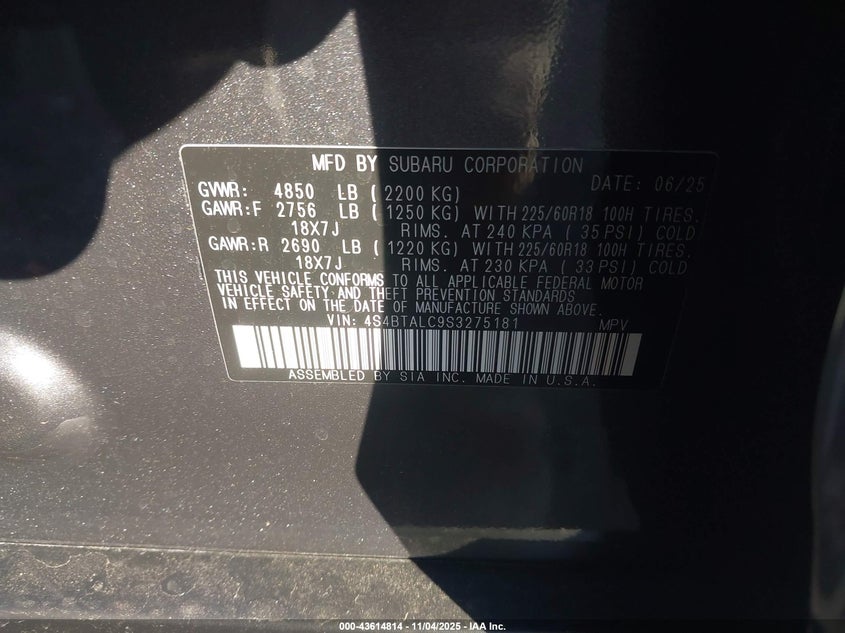 MFD BY SUBARU CORPORATION
DATE: 06/25
GVWR: 4850 LB ( 2200 KG)
GAWR:F 2756 LB ( 1250 KG) WITH 225/60R18 100H TIRES.
18X7J RIMS. AT 240 KPA ( 35 PSI) COLD
GAWR:R 2690 LB ( 1220 KG) WITH 225/60R18 100H TIRES.
18X7J RIMS. AT 230 KPA ( 33 PSI) COLD
THIS VEHICLE CONFORMS TO ALL APPLICABLE FEDERAL MOTOR
VEHICLE SAFETY AND THEFT PREVENTION STANDARDS
IN EFFECT ON THE DATE OF MANUFACTURE SHOWN ABOVE.
VIN: 4S4BTALC9S3275181 MPV
ASSEMBLED BY SIA INC. MADE IN U.S.A.
000-43614814 - 11/04/2025 - IAA Inc.